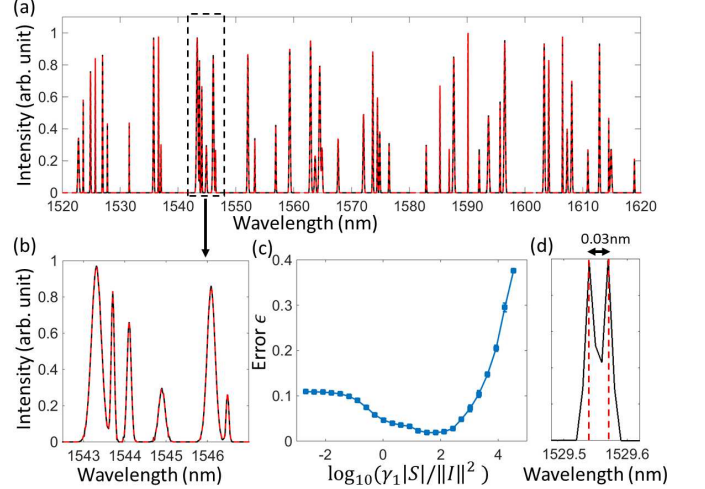 (a)
Intensity (arb. unit)
1
0.8
0.6
0.4
0.2
0
1520 1530 1540 1550 1560 1570 1580 1590 1600 1610 1620
Wavelength (nm)
(b)
Intensity (arb. unit)
1
0.8
0.6
0.4
0.2
0
1543 1544 1545 1546
Wavelength (nm)
(c)
Error ϵ
0.4
0.3
0.2
0.1
0
-2 0 2 4
log₁₀(γ₁|S|/‖I‖² )
(d)
0.03nm
1529.5 1529.6
Wavelength (nm)